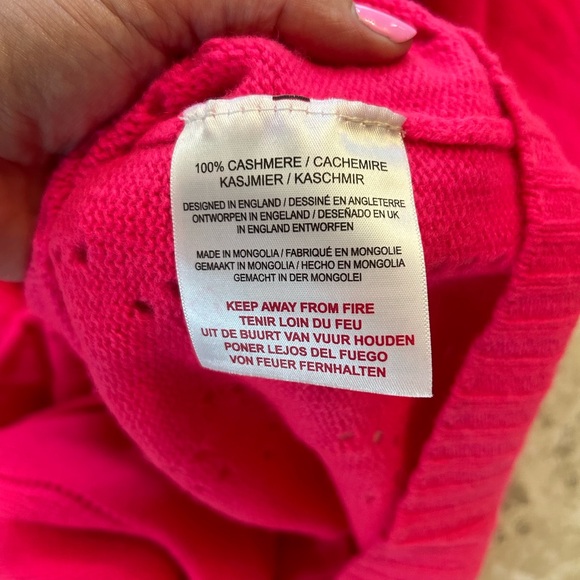 100% CASHMERE / CACHEMIRE
KASJMIER / KASCHMIR
DESIGNED IN ENGLAND / DESSINÉ EN ANGLETERRE
ONTWORPEN IN ENGELAND / DESEÑADO EN UK
IN ENGLAND ENTWORFEN
MADE IN MONGOLIA / FABRIQUÉ EN MONGOLIE
GEMAAKT IN MONGOLIA / HECHO EN MONGOLIA
GEMACHT IN DER MONGOLEI
KEEP AWAY FROM FIRE
TENIR LOIN DU FEU
UIT DE BUURT VAN VUUR HOUDEN
PONER LEJOS DEL FUEGO
VON FEUER FERNHALTEN